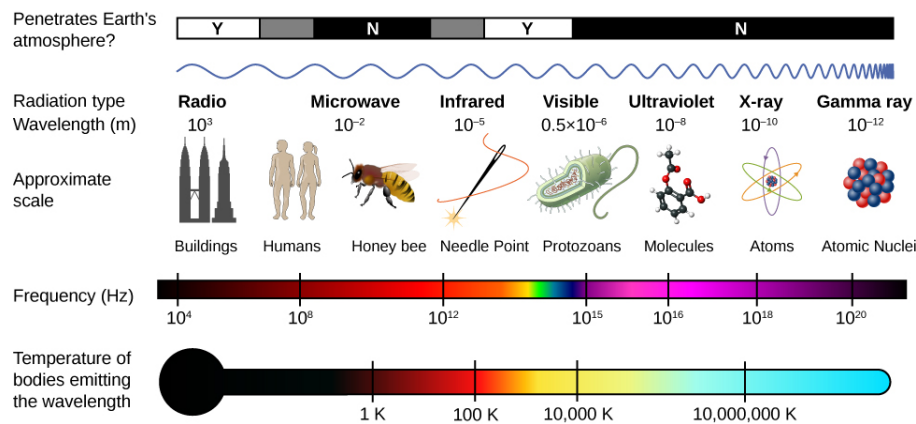 Penetrates Earth's
atmosphere?
Y N Y N
Radiation type Radio Microwave Infrared Visible Ultraviolet X-ray Gamma ray
Wavelength (m) 10³ 10⁻² 10⁻⁵ 0.5×10⁻⁶ 10⁻⁸ 10⁻¹⁰ 10⁻¹²
Approximate
scale
Buildings Humans Honey bee Needle Point Protozoans Molecules Atoms Atomic Nuclei
Frequency (Hz)
10⁴ 10⁸ 10¹² 10¹⁵ 10¹⁶ 10¹⁸ 10²⁰
Temperature of
bodies emitting
the wavelength
1 K 100 K 10,000 K 10,000,000 K